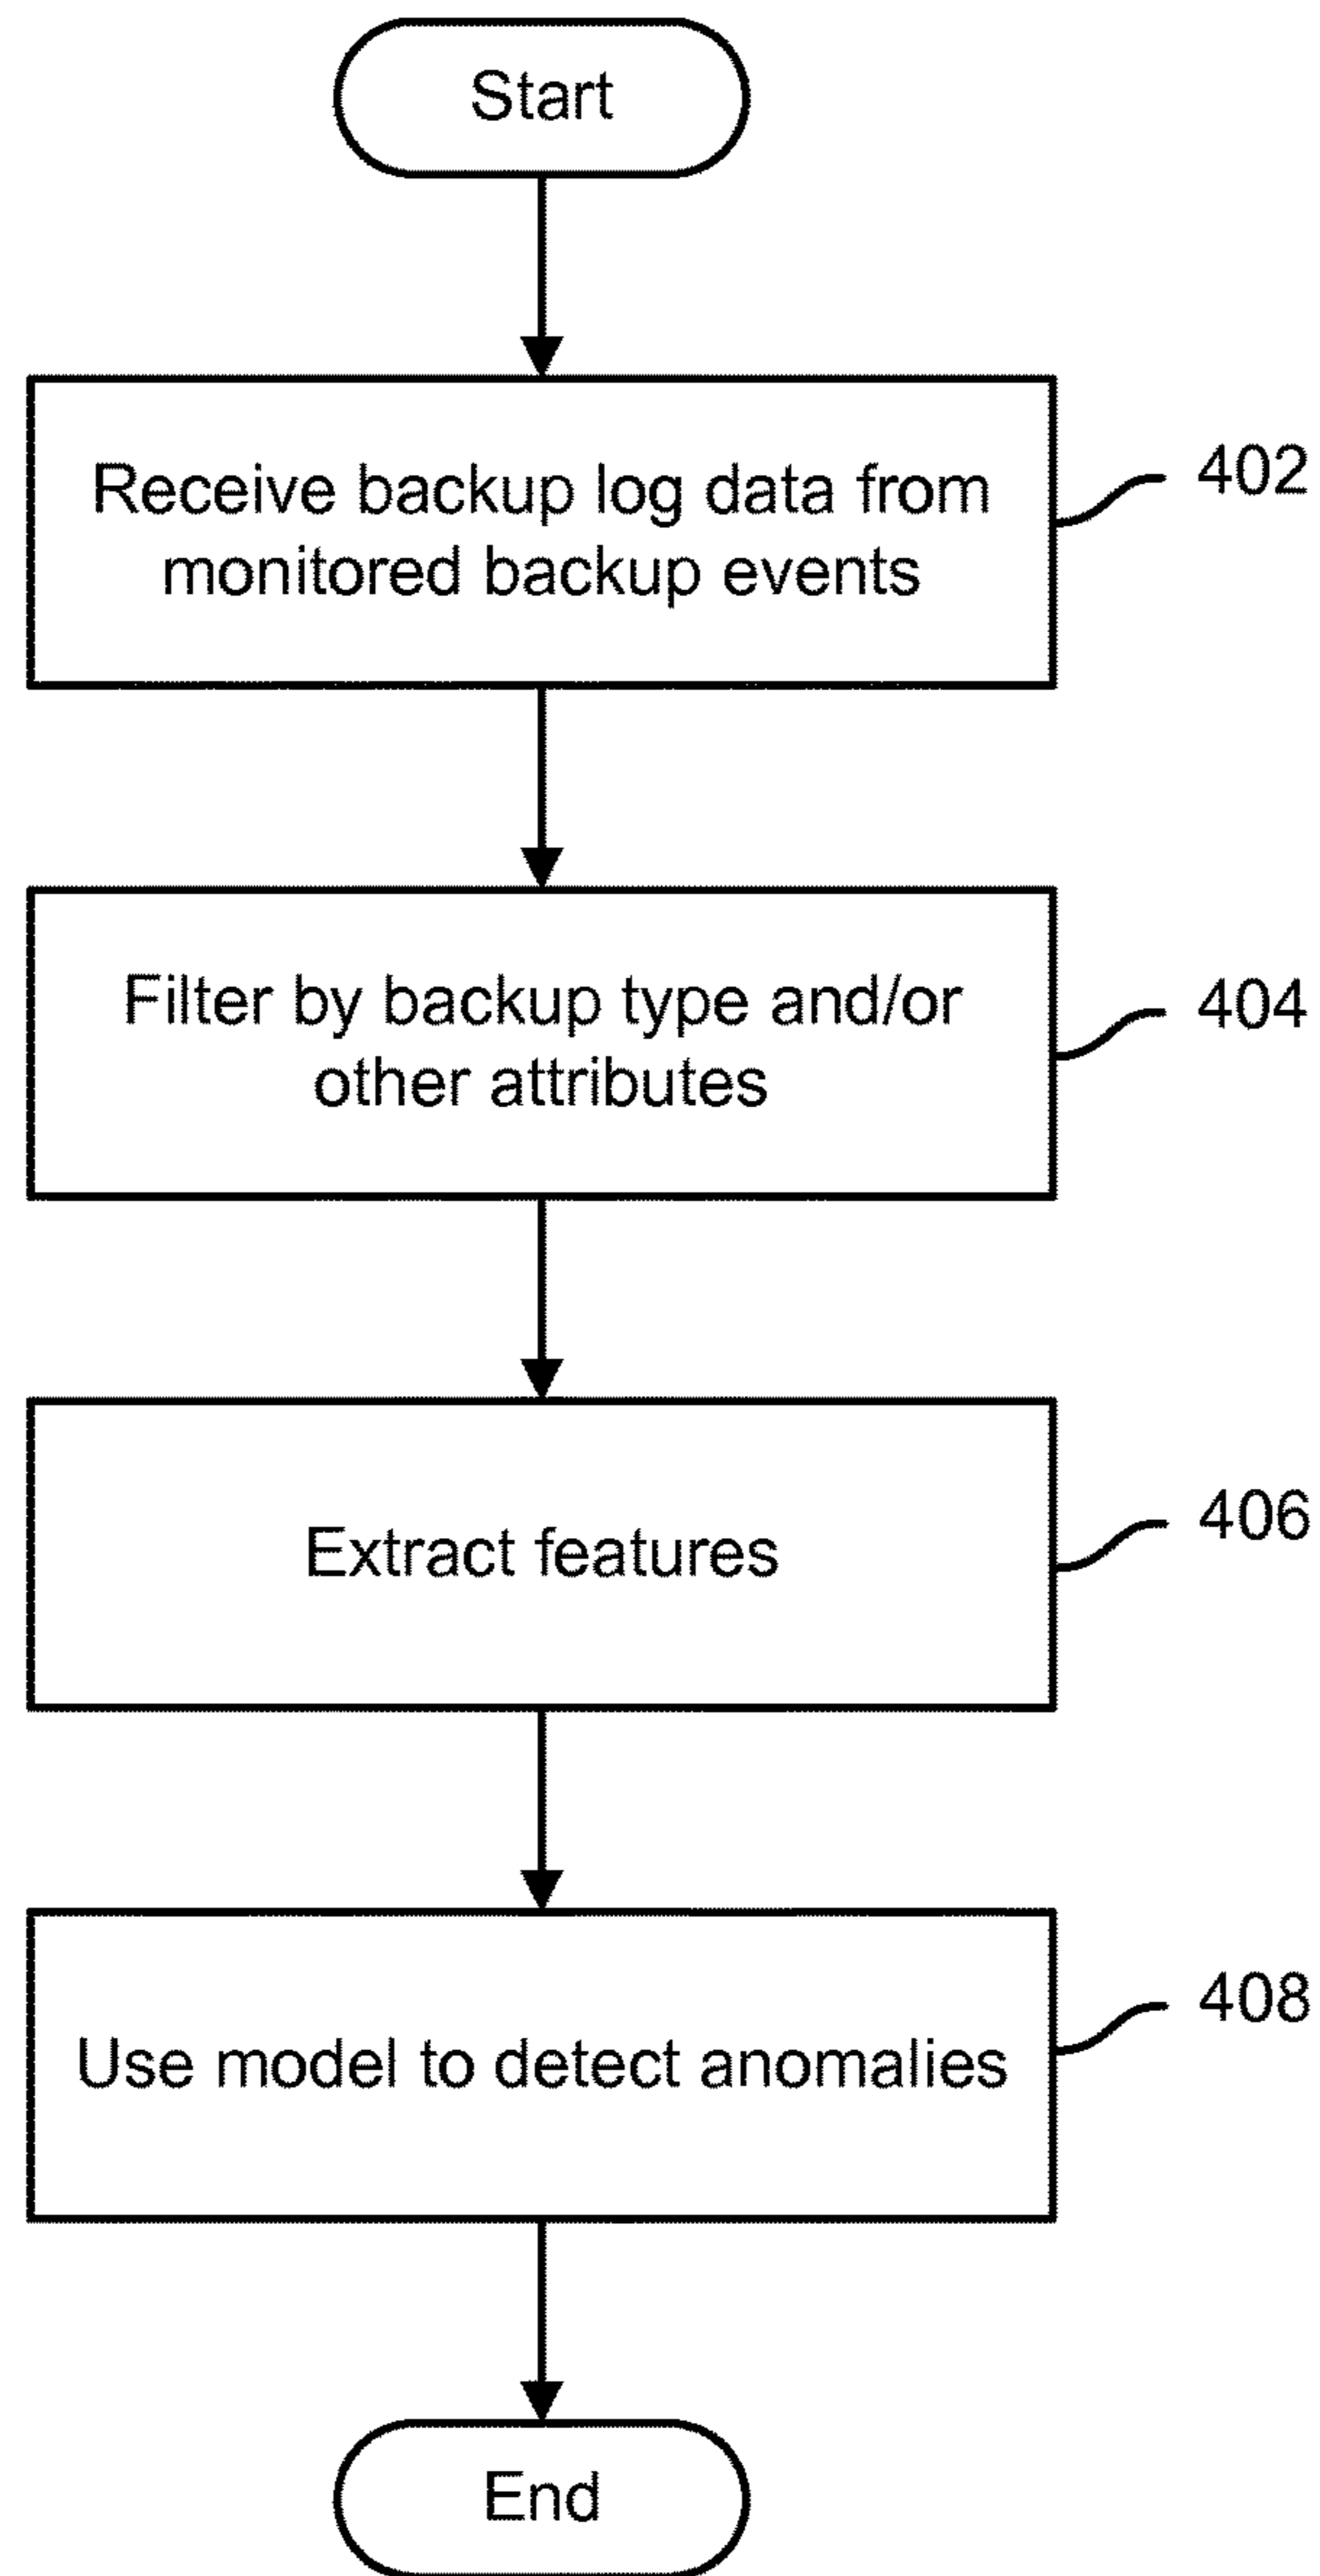 Start
Receive backup log data from
monitored backup events
402
Filter by backup type and/or
other attributes
404
Extract features
406
Use model to detect anomalies
408
End